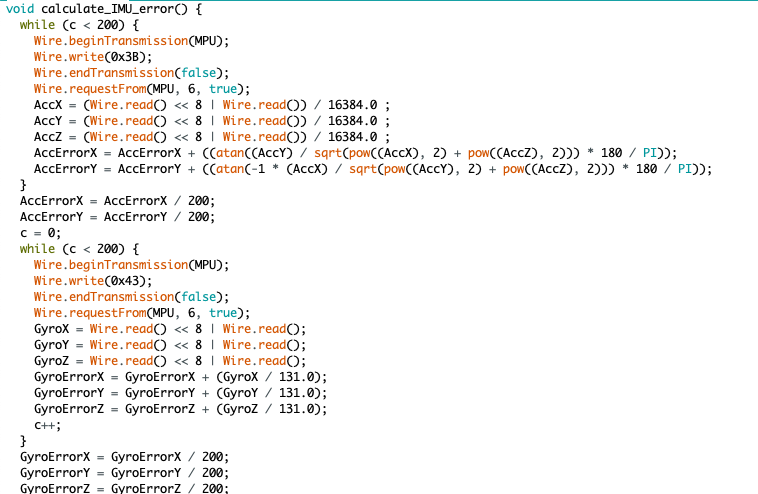 void calculate_IMU_error() {
while (c < 200) {
Wire.beginTransmission(MPU);
Wire.write(0x3B);
Wire.endTransmission(false);
Wire.requestFrom(MPU, 6, true);
AccX = (Wire.read() << 8 | Wire.read()) / 16384.0 ;
AccY = (Wire.read() << 8 | Wire.read()) / 16384.0 ;
AccZ = (Wire.read() << 8 | Wire.read()) / 16384.0 ;
AccErrorX = AccErrorX + ((atan((AccY) / sqrt(pow((AccX), 2) + pow((AccZ), 2))) * 180 / PI));
AccErrorY = AccErrorY + ((atan(-1 * (AccX) / sqrt(pow((AccY), 2) + pow((AccZ), 2))) * 180 / PI));
}
AccErrorX = AccErrorX / 200;
AccErrorY = AccErrorY / 200;
c = 0;
while (c < 200) {
Wire.beginTransmission(MPU);
Wire.write(0x43);
Wire.endTransmission(false);
Wire.requestFrom(MPU, 6, true);
GyroX = Wire.read() << 8 | Wire.read();
GyroY = Wire.read() << 8 | Wire.read();
GyroZ = Wire.read() << 8 | Wire.read();
GyroErrorX = GyroErrorX + (GyroX / 131.0);
GyroErrorY = GyroErrorY + (GyroY / 131.0);
GyroErrorZ = GyroErrorZ + (GyroZ / 131.0);
c++;
}
GyroErrorX = GyroErrorX / 200;
GyroErrorY = GyroErrorY / 200;
GyroErrorZ = GyroErrorZ / 200;